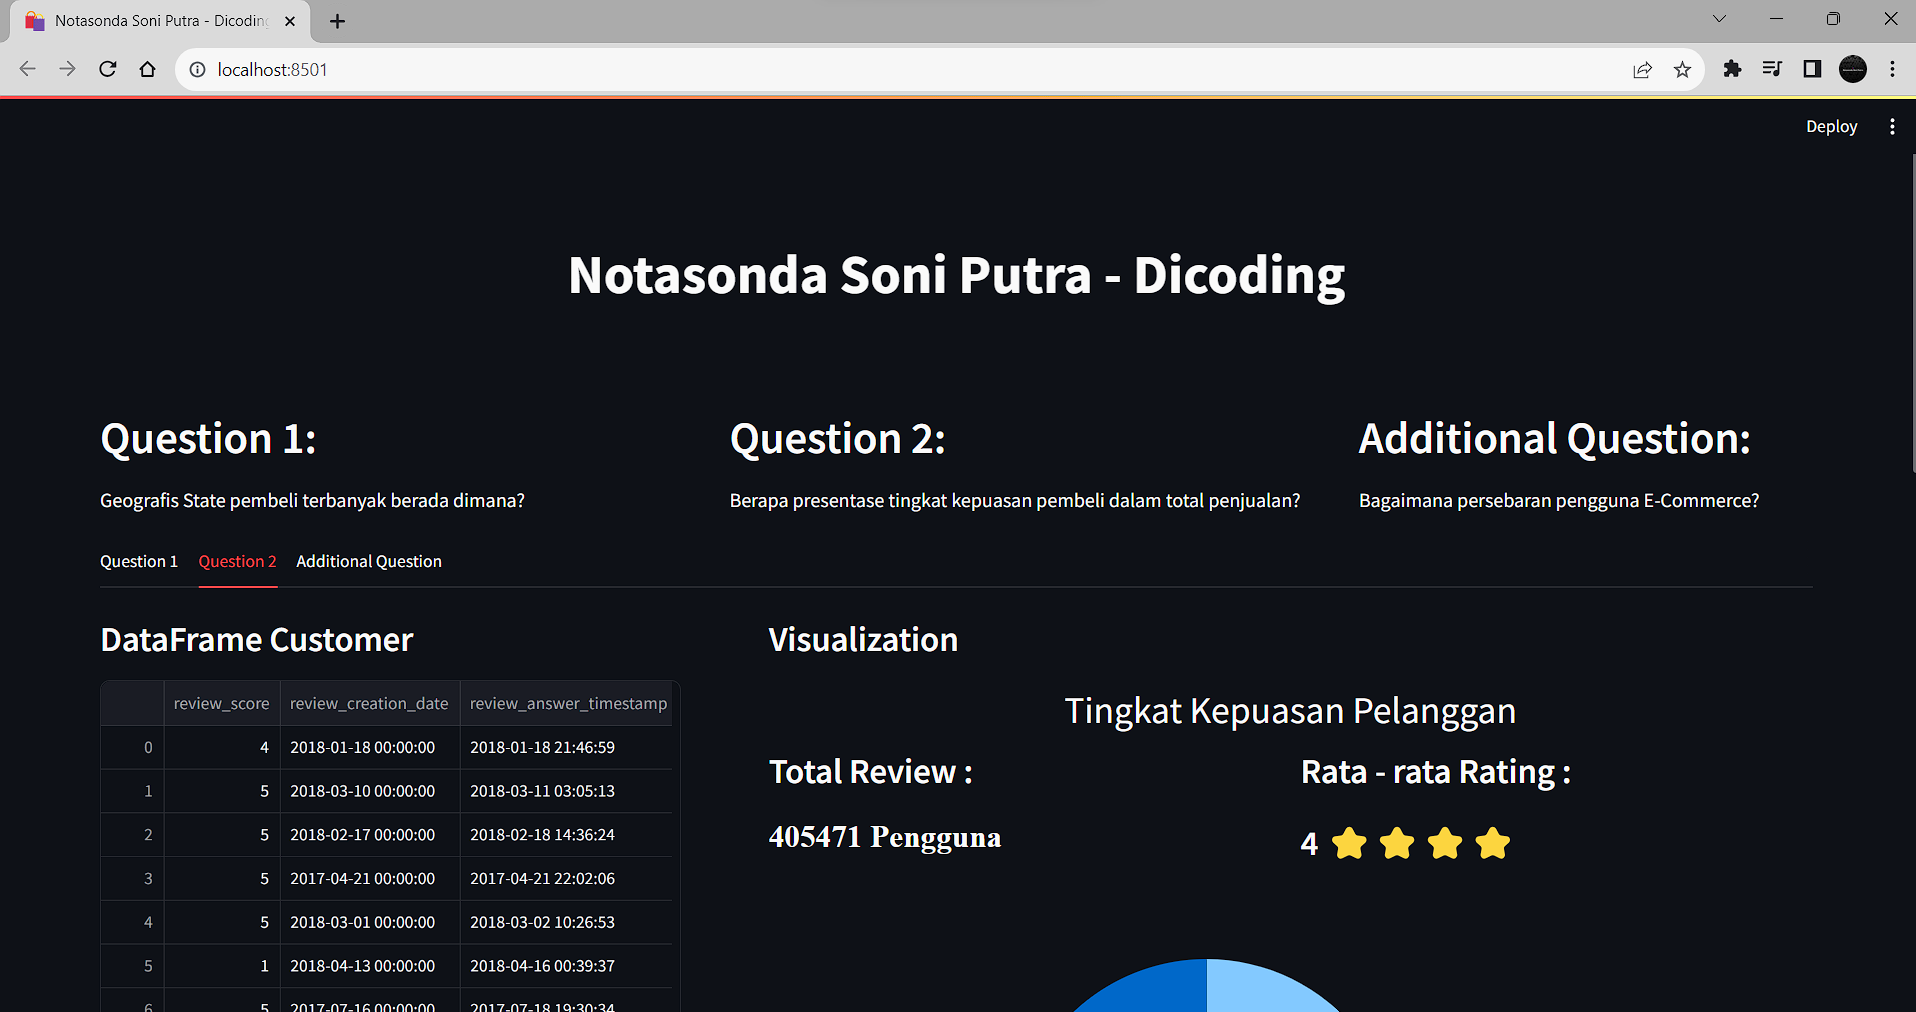 Notasonda Soni Putra - Dicoding
localhost:8501
Deploy
Notasonda Soni Putra - Dicoding
Question 1:
Geografis State pembeli terbanyak berada dimana?
Question 2:
Berapa presentase tingkat kepuasan pembeli dalam total penjualan?
Additional Question:
Bagaimana persebaran pengguna E-Commerce?
Question 1 Question 2 Additional Question
DataFrame Customer
review_score review_creation_date review_answer_timestamp
0 4 2018-01-18 00:00:00 2018-01-18 21:46:59
1 5 2018-03-10 00:00:00 2018-03-11 03:05:13
2 5 2018-02-17 00:00:00 2018-02-18 14:36:24
3 5 2017-04-21 00:00:00 2017-04-21 22:02:06
4 5 2018-03-01 00:00:00 2018-03-02 10:26:53
5 1 2018-04-13 00:00:00 2018-04-16 00:39:37
6 5 2017-07-16 00:00:00 2017-07-18 19:30:34
Visualization
Tingkat Kepuasan Pelanggan
Total Review :
405471 Pengguna
Rata - rata Rating :
4